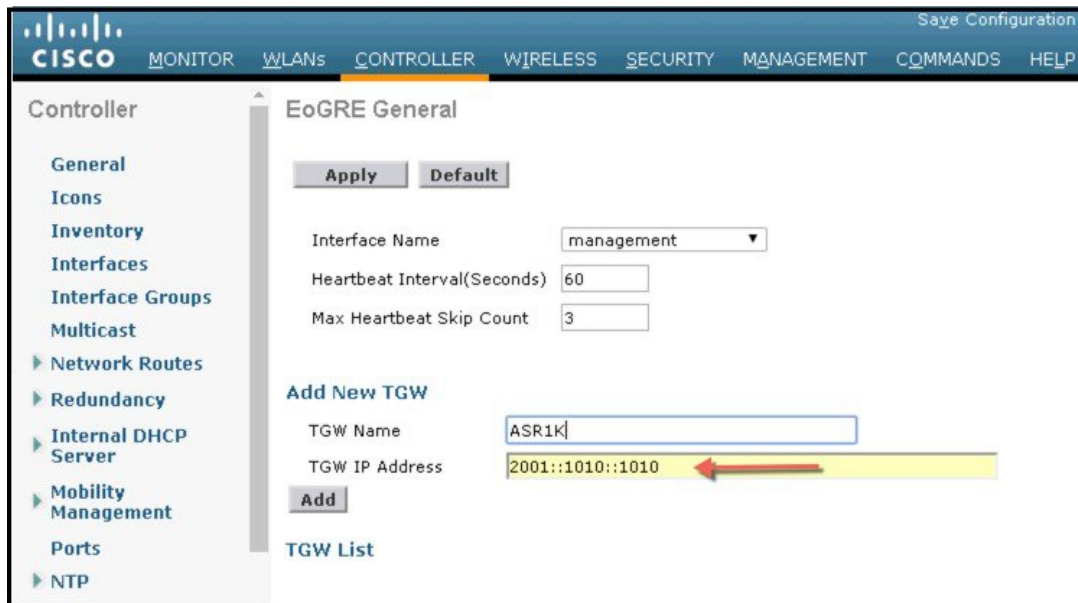 Save Configuration
CISCO MONITOR WLANs CONTROLLER WIRELESS SECURITY MANAGEMENT COMMANDS HELP
Controller
General
Icons
Inventory
Interfaces
Interface Groups
Multicast
Network Routes
Redundancy
Internal DHCP
Server
Mobility
Management
Ports
NTP
EoGRE General
Apply Default
Interface Name management
Heartbeat Interval(Seconds) 60
Max Heartbeat Skip Count 3
Add New TGW
TGW Name ASR1K
TGW IP Address 2001::1010::1010
Add
TGW List